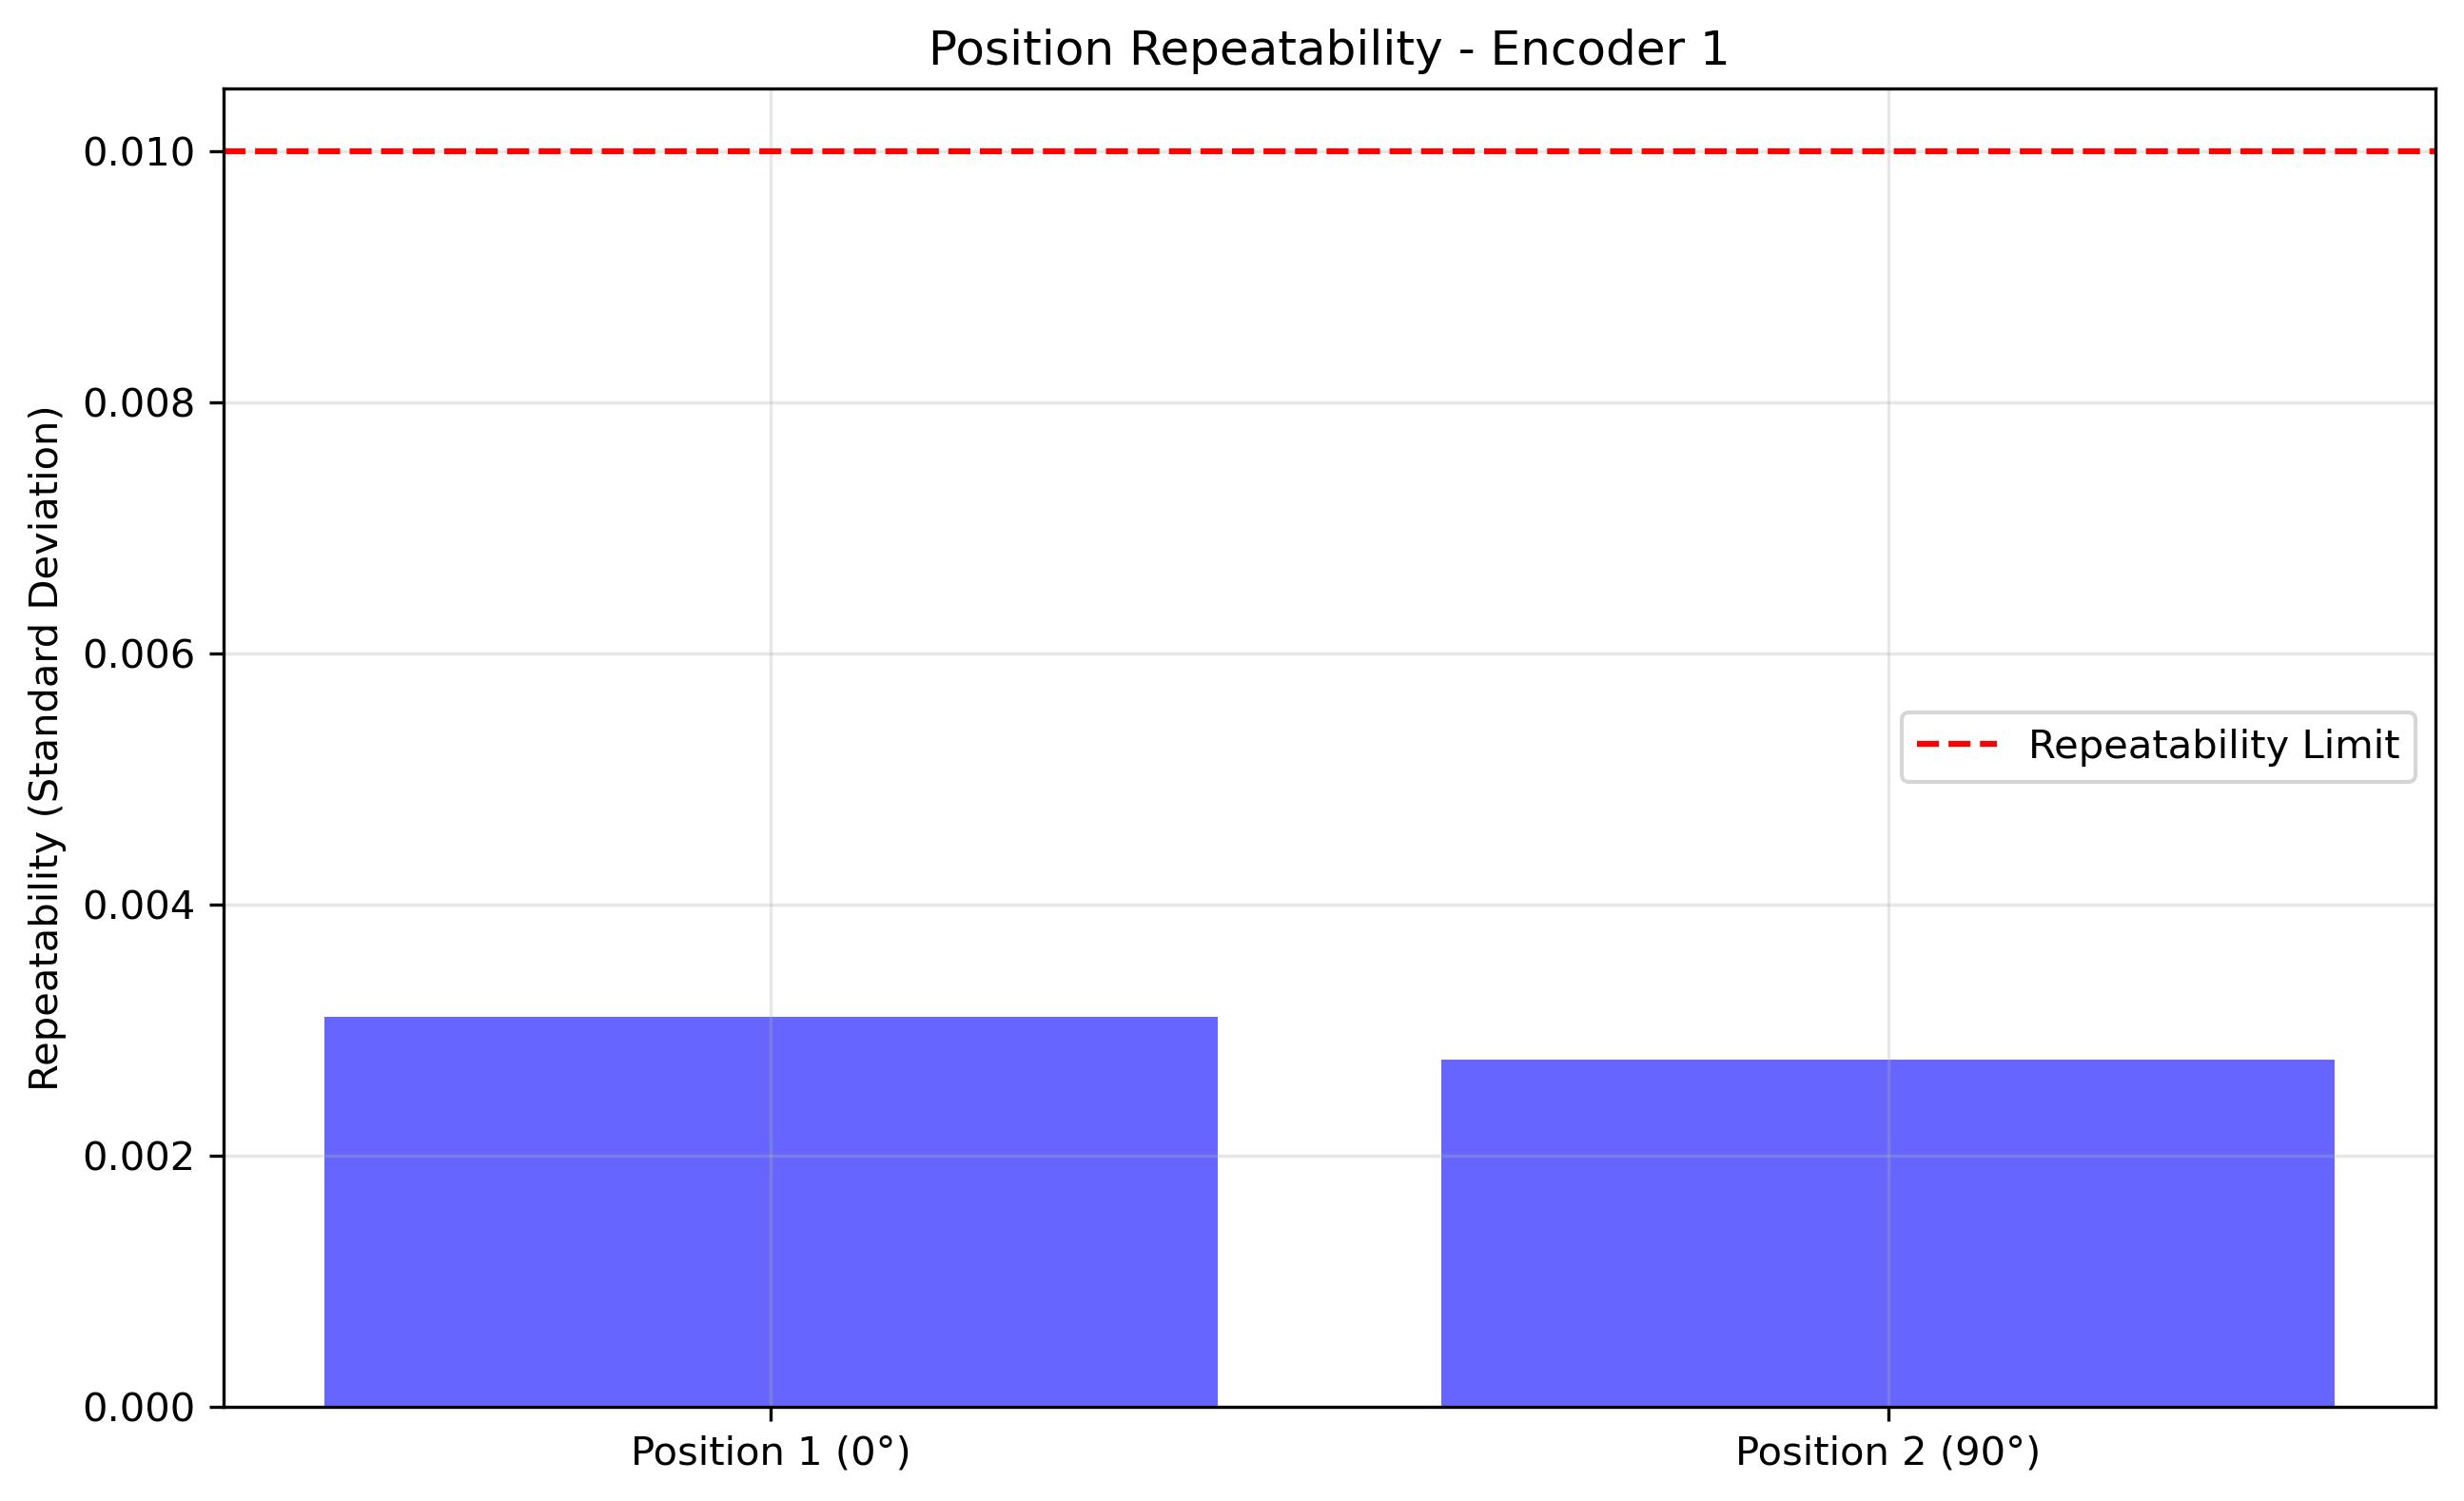 Position Repeatability - Encoder 1
Repeatability (Standard Deviation)
0.010
0.008
0.006
0.004
0.002
0.000
Repeatability Limit
Position 1 (0°)
Position 2 (90°)